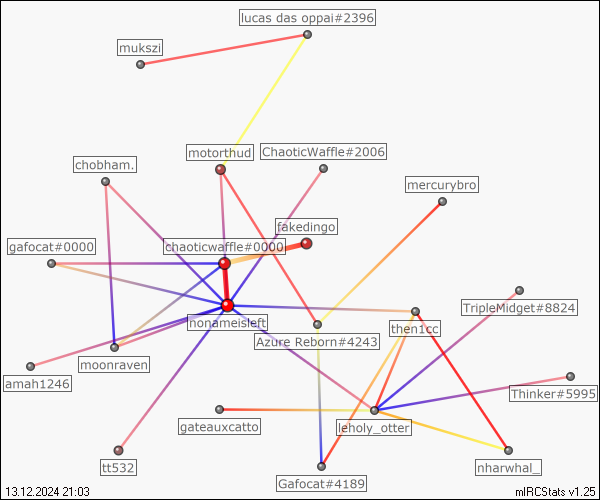 lucas das oppai#2396
mukszi
motorthud
ChaoticWaffle#2006
chobham.
mercurybro
fakedingo
gafocat#0000
chaoticwaffle#0000
TripleMidget#8824
nonameisleft
then1cc
Azure Reborn#4243
moonraven
amah1246
Thinker#5995
gateauxcatto
leholy_otter
tt532
nharwhal_
Gafocat#4189
13.12.2024 21:03
mIRCStats v1.25